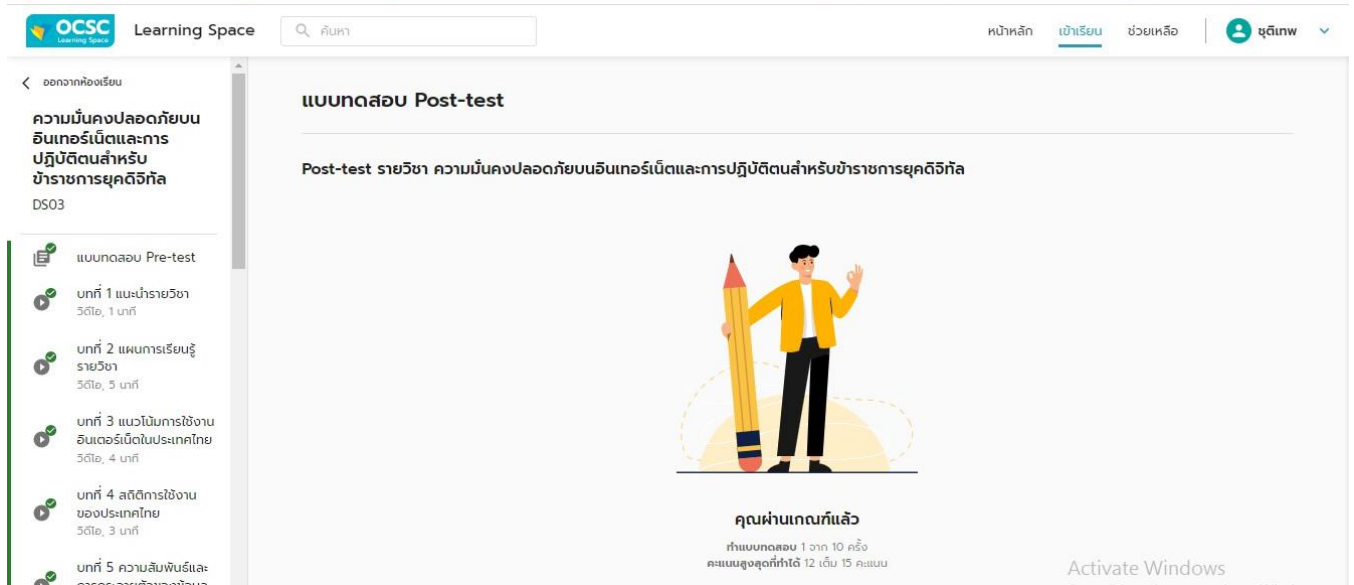 OCSC
Learning Space
Learning Space
ค้นหา
หน้าหลัก
เข้าเรียน
ช่วยเหลือ
ชุติเทพ
ออกจากห้องเรียน
ความมั่นคงปลอดภัยบน
อินเทอร์เน็ตและการ
ปฏิบัติตนสำหรับ
ข้าราชการยุคดิจิทัล
DS03
แบบทดสอบ Pre-test
บทที่ 1 แนะนำรายวิชา
วิดีโอ, 1 นาที
บทที่ 2 แผนการเรียนรู้
รายวิชา
วิดีโอ, 5 นาที
บทที่ 3 แนวโน้มการใช้งาน
อินเตอร์เน็ตในประเทศไทย
วิดีโอ, 4 นาที
บทที่ 4 สถิติการใช้งาน
ของประเทศไทย
วิดีโอ, 3 นาที
บทที่ 5 ความสัมพันธ์และ
แบบทดสอบ Post-test
Post-test รายวิชา ความมั่นคงปลอดภัยบนอินเทอร์เน็ตและการปฏิบัติตนสำหรับข้าราชการยุคดิจิทัล
คุณผ่านเกณฑ์แล้ว
ทำแบบทดสอบ 1 จาก 10 ครั้ง
คะแนนสูงสุดที่ทำได้ 12 เต็ม 15 คะแนน
Activate Windows